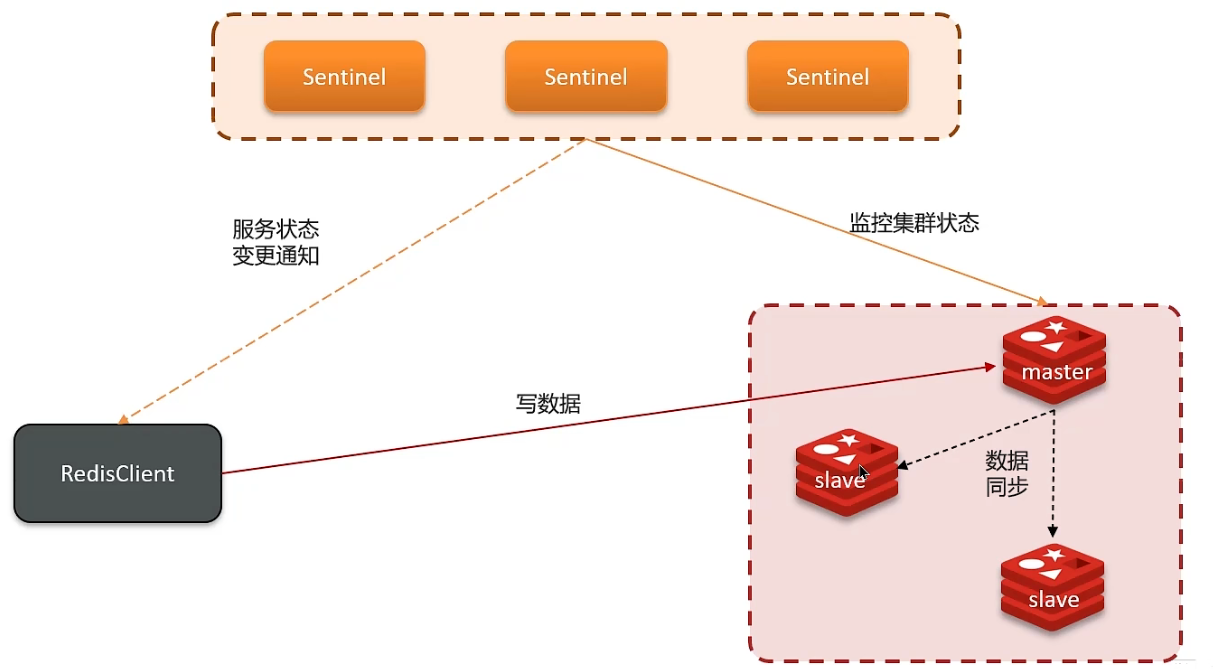 Sentinel
Sentinel
Sentinel
服务状态
变更通知
监控集群状态
master
写数据
RedisClient
slave
数据
同步
slave